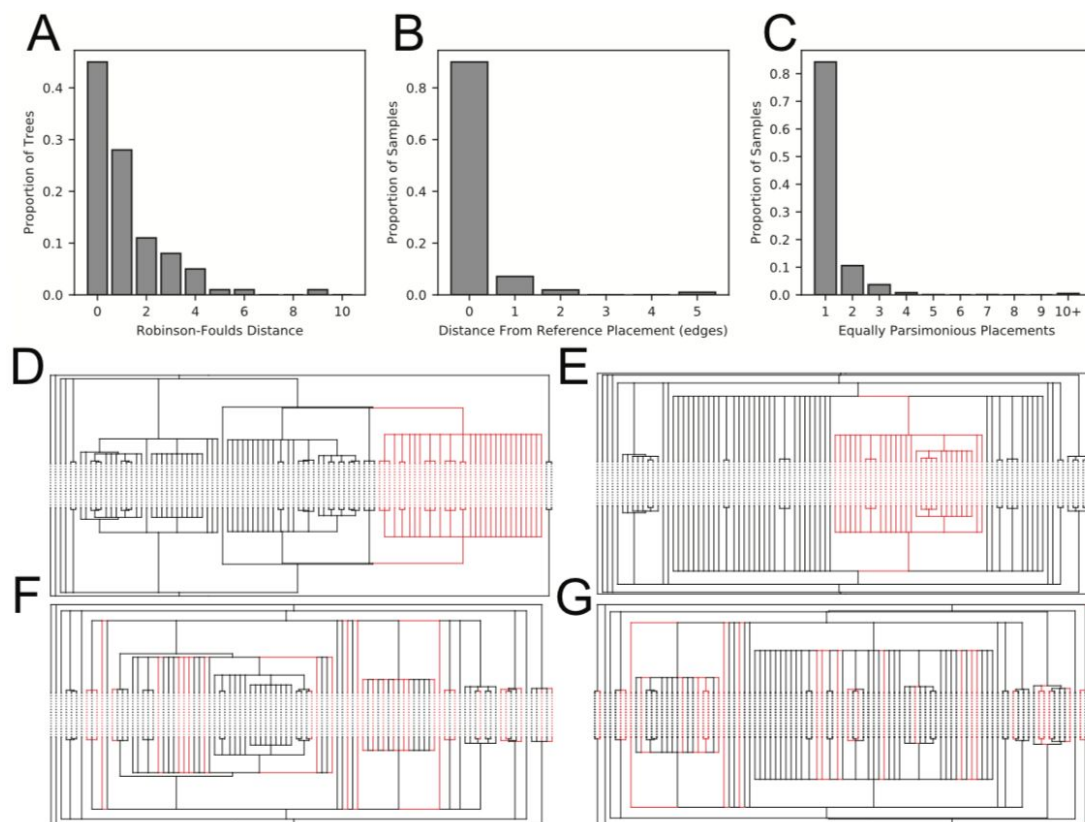 A
B
C
Proportion of Trees
0.4
0.3
0.2
0.1
0.0
0 2 4 6 8 10
Robinson-Foulds Distance
Proportion of Samples
0.8
0.6
0.4
0.2
0.0
0 1 2 3 4 5
Distance From Reference Placement (edges)
Proportion of Samples
0.8
0.7
0.6
0.5
0.4
0.3
0.2
0.1
0.0
1 2 3 4 5 6 7 8 9 10+
Equally Parsimonious Placements
D
E
F
G